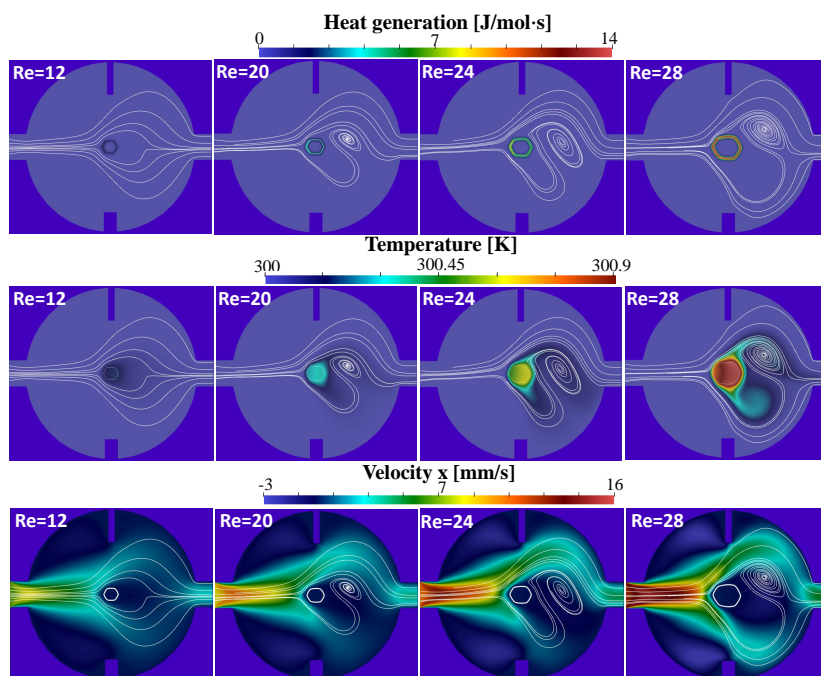 Heat generation [J/mol·s]
0 7 14
Re=12 Re=20 Re=24 Re=28
Temperature [K]
300 300.45 300.9
Re=12 Re=20 Re=24 Re=28
Velocity x [mm/s]
-3 7 16
Re=12 Re=20 Re=24 Re=28